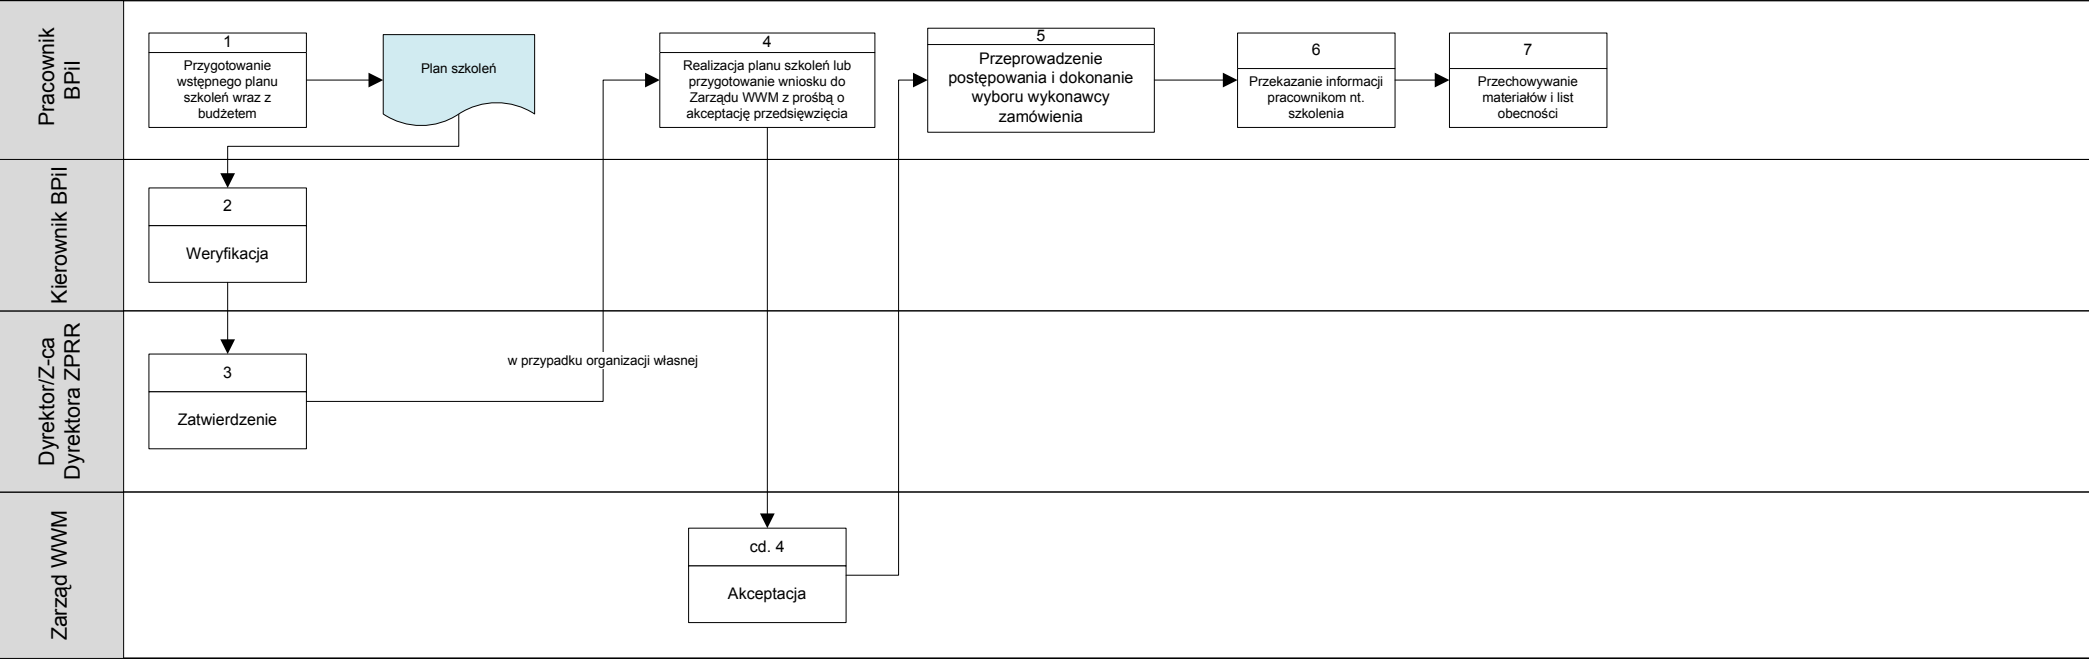 Pracownik
BPiI
1
Przygotowanie
wstępnego planu
szkoleń wraz z
budżetem
Plan szkoleń
4
Realizacja planu szkoleń lub
przygotowanie wniosku do
Zarządu WWM z prośbą o
akceptację przedsięwzięcia
5
Przeprowadzenie
postępowania i dokonanie
wyboru wykonawcy
zamówienia
6
Przekazanie informacji
pracownikom nt.
szkolenia
7
Przechowywanie
materiałów i list
obecności
Kierownik BPiI
2
Weryfikacja
Dyrektor/Z-ca
Dyrektora ZPRR
3
Zatwierdzenie
w przypadku organizacji własnej
Zarząd WWM
cd. 4
Akceptacja